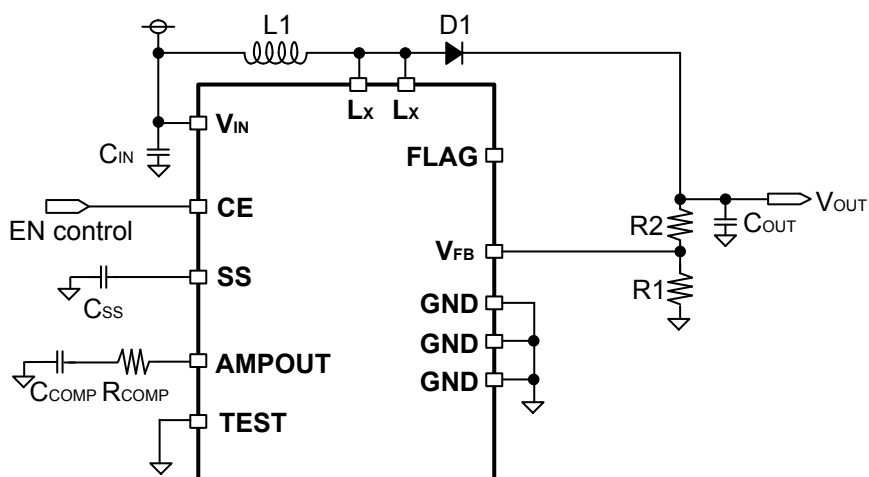 L1
D1
Lx
Lx
VIN
CIN
FLAG
CE
EN control
VOUT
R2
COUT
VFB
SS
R1
CSS
GND
GND
AMPOUT
GND
CCOMP RCOMP
TEST